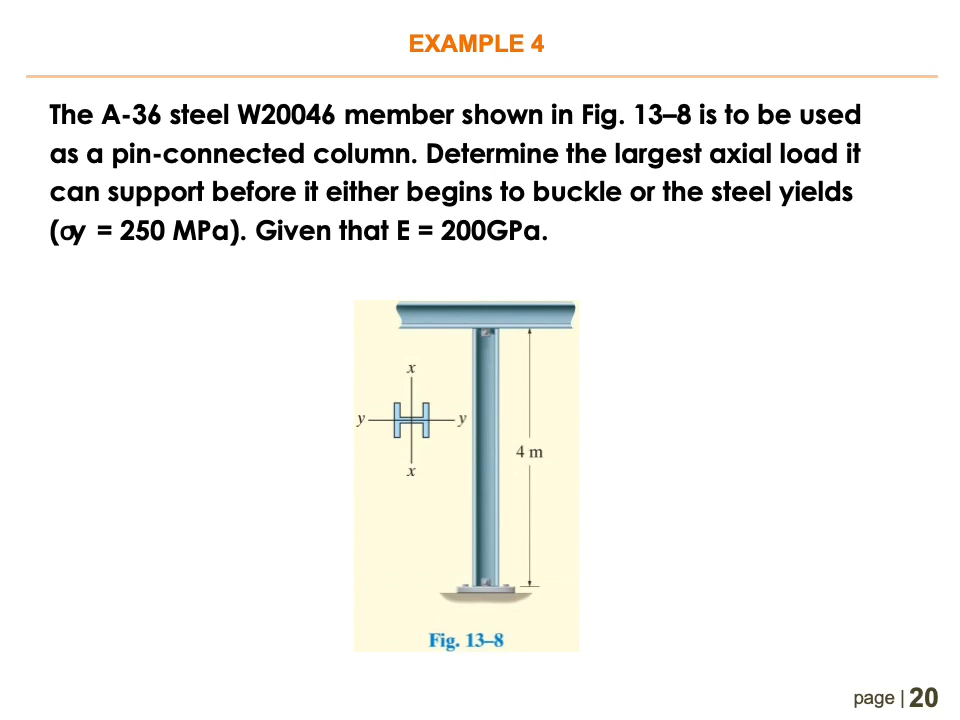 EXAMPLE 4
The A-36 steel W20046 member shown in Fig. 13–8 is to be used
as a pin-connected column. Determine the largest axial load it
can support before it either begins to buckle or the steel yields
(σy = 250 MPa). Given that E = 200GPa.
x
y
y
4 m
x
Fig. 13–8
page | 20